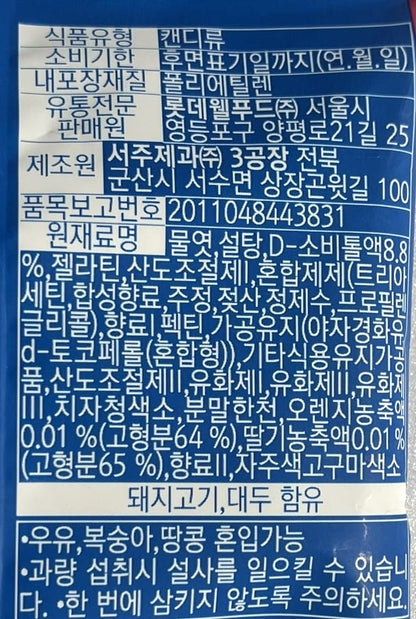 식품유형 캔디류
소비기한 후면표기일까지(연.월.일)
내포장재질 폴리에틸렌
유통전문 롯데웰푸드㈜ 서울시
판매원 영등포구 양평로21길 25
제조원 서주제과㈜ 3공장 전북
군산시 서수면 상장곤윗길 100
품목보고번호 2011048443831
원재료명 물엿,설탕,D-소비톨액8.8
%,젤라틴,산도조절제I,혼합제제(트리아
세틴,합성향료,주정,젖산,정제수,프로필렌
글리콜),향료I,펙틴,가공유지(야자경화유,
d-토코페롤(혼합형)),기타식용유지가공
품,산도조절제II,유화제I,유화제II,유화제
III,치자청색소,분말한천,오렌지농축액
0.01 %(고형분64 %),딸기농축액0.01 %
(고형분65 %),향료II,자주색고구마색소
돼지고기,대두 함유
•우유,복숭아,땅콩 혼입가능
•과량 섭취시 설사를 일으킬 수 있습니
다. •한 번에 삼키지 않도록 주의하세요.